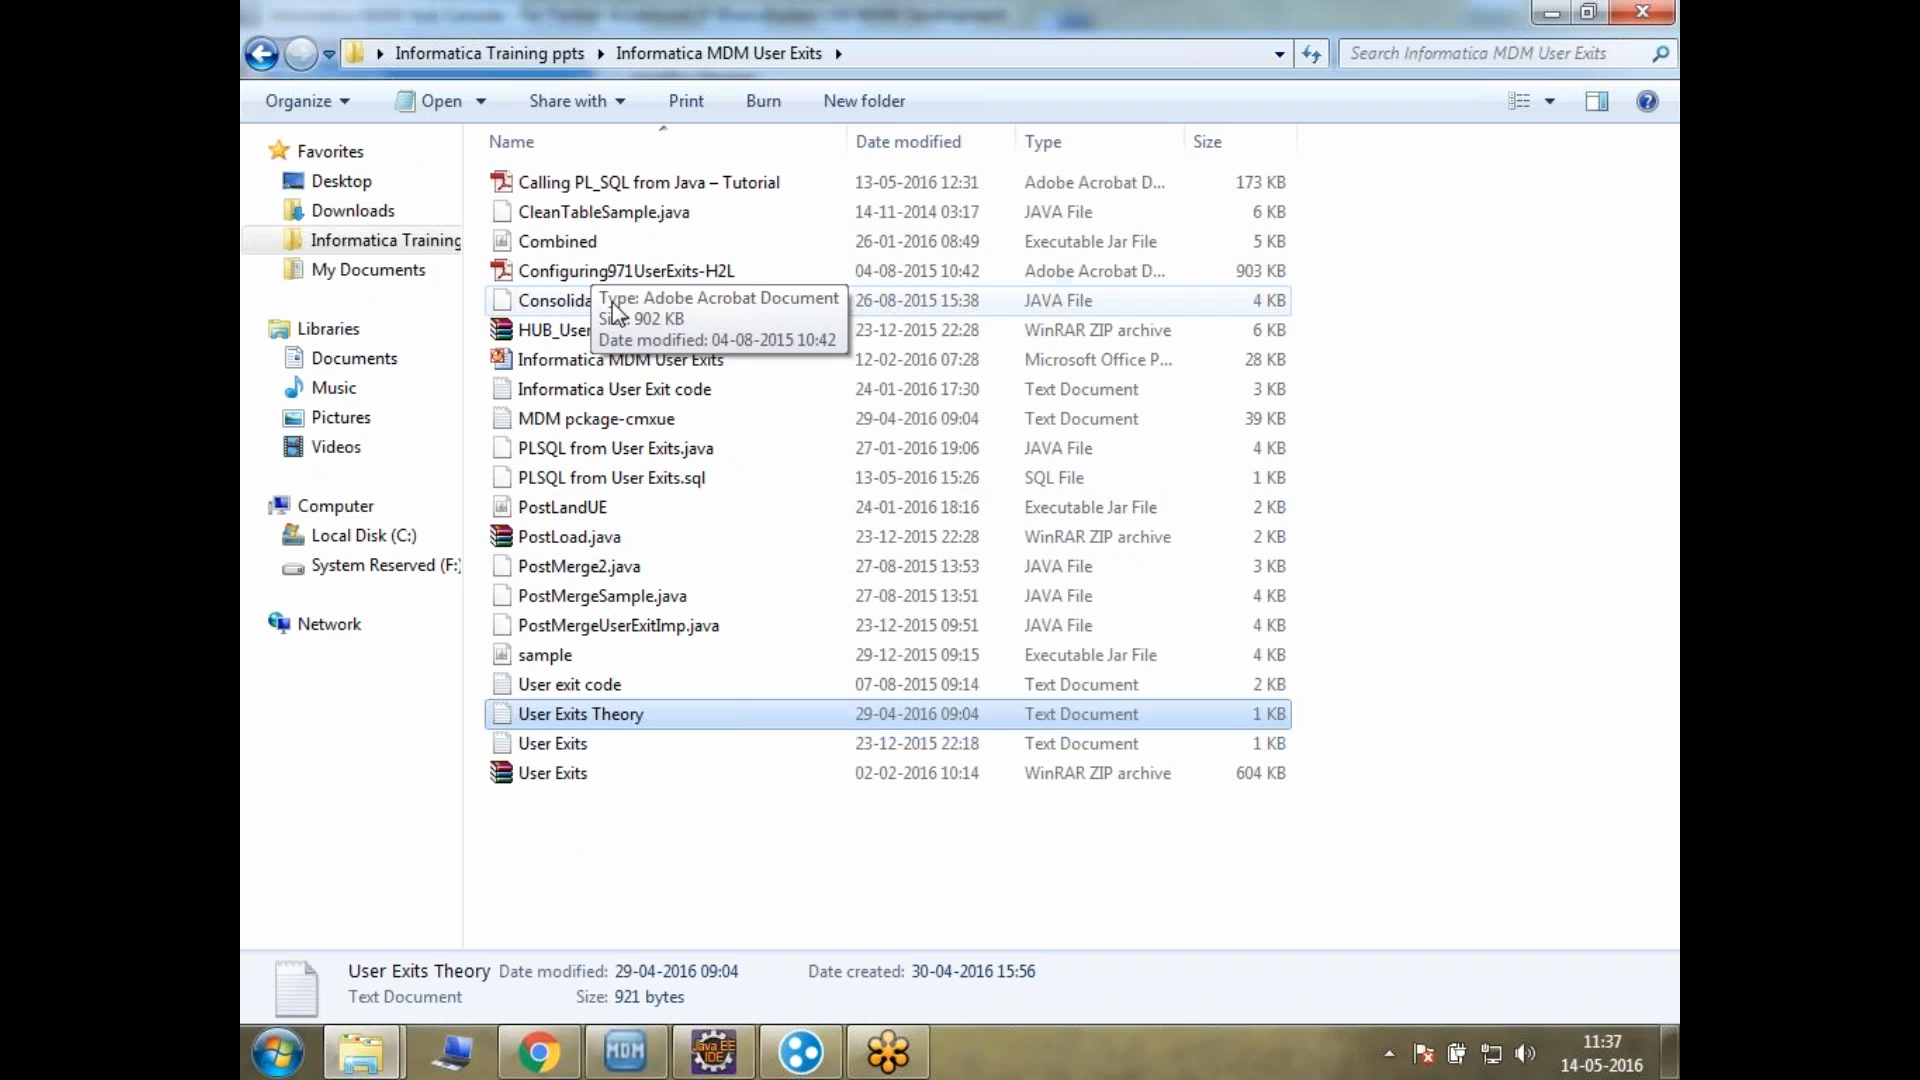 Informatica Training ppts Informatica MDM User Exits
Search Informatica MDM User Exits
Organize Open Share with Print Burn New folder
Name Date modified Type Size
Favorites
Desktop
Downloads
Informatica Training
My Documents
Libraries
Documents
Music
Pictures
Videos
Computer
Local Disk (C:)
System Reserved (F:)
Network
Calling PL_SQL from Java – Tutorial 13-05-2016 12:31 Adobe Acrobat D... 173 KB
CleanTableSample.java 14-11-2014 03:17 JAVA File 6 KB
Combined 26-01-2016 08:49 Executable Jar File 5 KB
Configuring971UserExits-H2L 04-08-2015 10:42 Adobe Acrobat D... 903 KB
Consolida 26-08-2015 15:38 JAVA File 4 KB
HUB_User 23-12-2015 22:28 WinRAR ZIP archive 6 KB
Type: Adobe Acrobat Document
902 KB
Date modified: 04-08-2015 10:42
Informatica MDM User Exits 12-02-2016 07:28 Microsoft Office P... 28 KB
Informatica User Exit code 24-01-2016 17:30 Text Document 3 KB
MDM pckage-cmxue 29-04-2016 09:04 Text Document 39 KB
PLSQL from User Exits.java 27-01-2016 19:06 JAVA File 4 KB
PLSQL from User Exits.sql 13-05-2016 15:26 SQL File 1 KB
PostLandUE 24-01-2016 18:16 Executable Jar File 2 KB
PostLoad.java 23-12-2015 22:28 WinRAR ZIP archive 2 KB
PostMerge2.java 27-08-2015 13:53 JAVA File 3 KB
PostMergeSample.java 27-08-2015 13:51 JAVA File 4 KB
PostMergeUserExitImp.java 23-12-2015 09:51 JAVA File 4 KB
sample 29-12-2015 09:15 Executable Jar File 4 KB
User exit code 07-08-2015 09:14 Text Document 2 KB
User Exits Theory 29-04-2016 09:04 Text Document 1 KB
User Exits 23-12-2015 22:18 Text Document 1 KB
User Exits 02-02-2016 10:14 WinRAR ZIP archive 604 KB
User Exits Theory Date modified: 29-04-2016 09:04 Date created: 30-04-2016 15:56
Text Document Size: 921 bytes
MDM
Java EE
IDE
11:37
14-05-2016